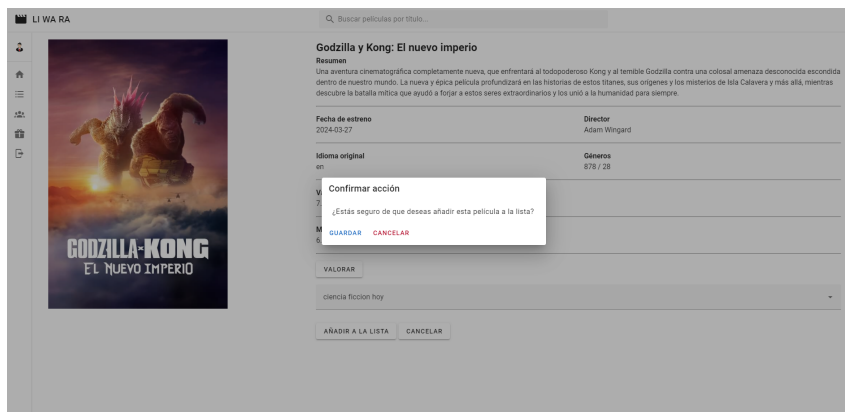 LI WA RA
Buscar películas por título...
GODZILLA × KONG
EL NUEVO IMPERIO
Godzilla y Kong: El nuevo imperio
Resumen
Una aventura cinematográfica completamente nueva, que enfrentará al todopoderoso Kong y al temible Godzilla contra una colosal amenaza desconocida escondida
dentro de nuestro mundo. La nueva y épica película profundizará en las historias de estos titanes, sus orígenes y los misterios de Isla Calavera y más allá, mientras
descubre la batalla mítica que ayudó a forjar a estos seres extraordinarios y los unió a la humanidad para siempre.
Fecha de estreno
Director
2024-03-27
Adam Wingard
Idioma original
Géneros
en
878 / 28
Confirmar acción
¿Estás seguro de que deseas añadir esta película a la lista?
GUARDAR CANCELAR
VALORAR
ciencia ficcion hoy
AÑADIR A LA LISTA CANCELAR